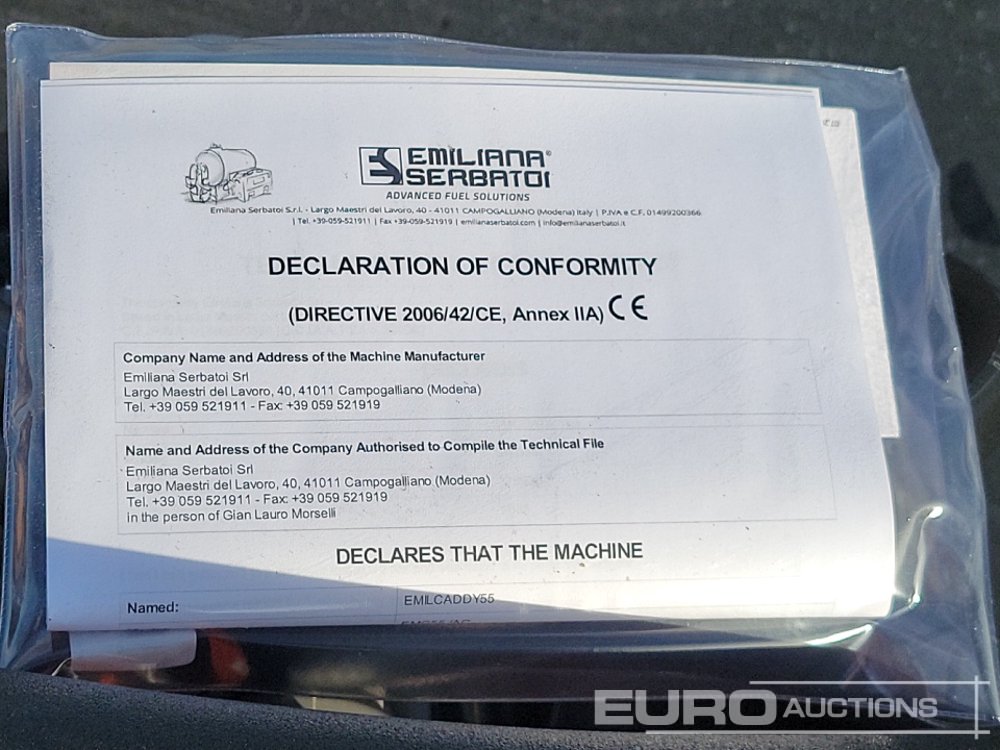 EMILIANA®
SERBATOI
ADVANCED FUEL SOLUTIONS
Emiliana Serbatoi S.r.l. - Largo Maestri del Lavoro, 40 - 41011 CAMPOGALLIANO (Modena) Italy | P.IVA e C.F. 01499200366
| Tel. +39-059-521911 | Fax +39-059-521919 | emilianaserbatoi.com | info@emilianaserbatoi.it
DECLARATION OF CONFORMITY
(DIRECTIVE 2006/42/CE, Annex IIA) CE
Company Name and Address of the Machine Manufacturer
Emiliana Serbatoi Srl
Largo Maestri del Lavoro, 40, 41011 Campogalliano (Modena)
Tel. +39 059 521911 - Fax: +39 059 521919
Name and Address of the Company Authorised to Compile the Technical File
Emiliana Serbatoi Srl
Largo Maestri del Lavoro, 40, 41011 Campogalliano (Modena)
Tel. +39 059 521911 - Fax: +39 059 521919
in the person of Gian Lauro Morselli
DECLARES THAT THE MACHINE
Named: EMILCADDY55
EURO AUCTIONS